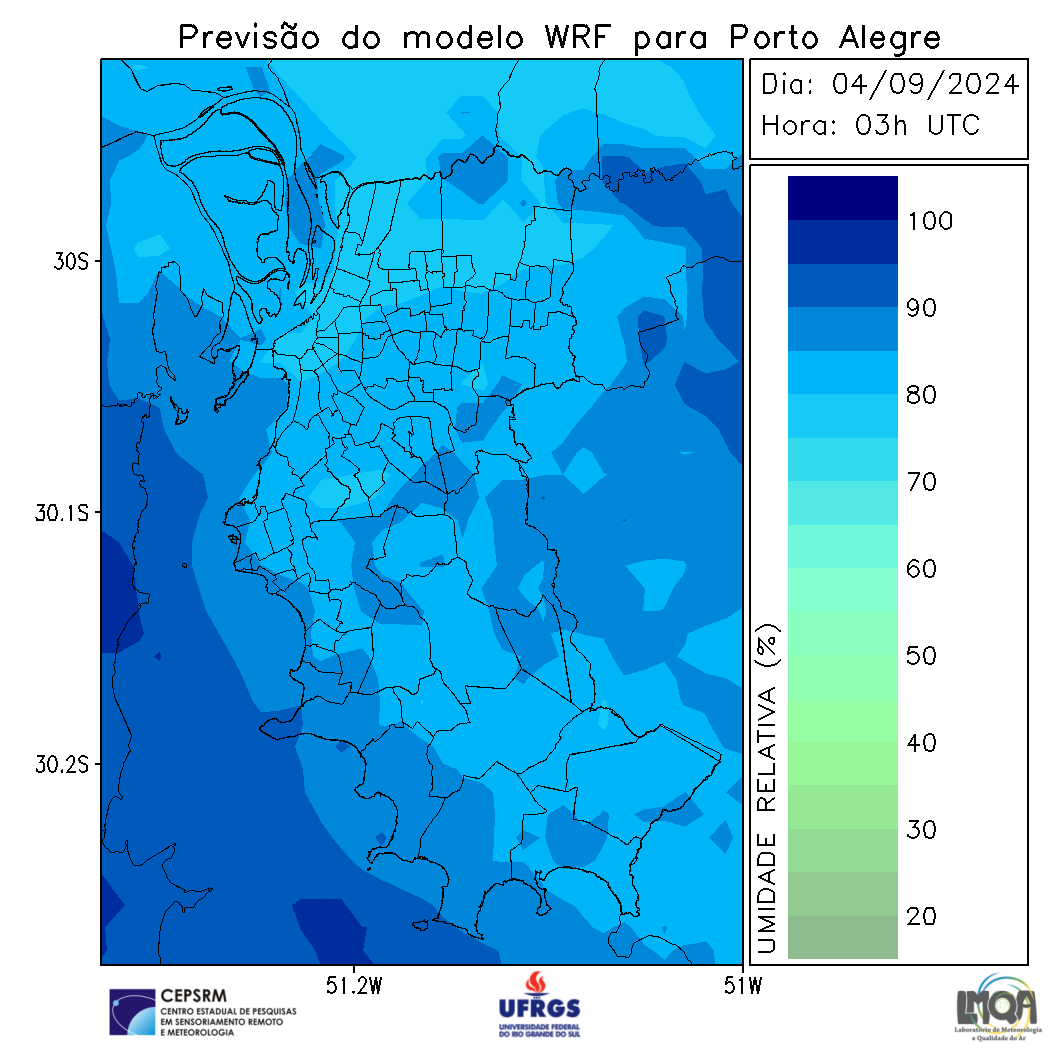 Previsão do modelo WRF para Porto Alegre
Dia: 04/09/2024
Hora: 03h UTC
30S
30.1S
30.2S
51.2W
51W
100
90
80
70
60
50
40
30
20
UMIDADE RELATIVA (%)
CEPSRM
CENTRO ESTADUAL DE PESQUISAS
EM SENSORIAMENTO REMOTO
E METEOROLOGIA
UFRGS
UNIVERSIDADE FEDERAL
DO RIO GRANDE DO SUL
LMQA
Laboratório de Meteorologia
e Qualidade do Ar